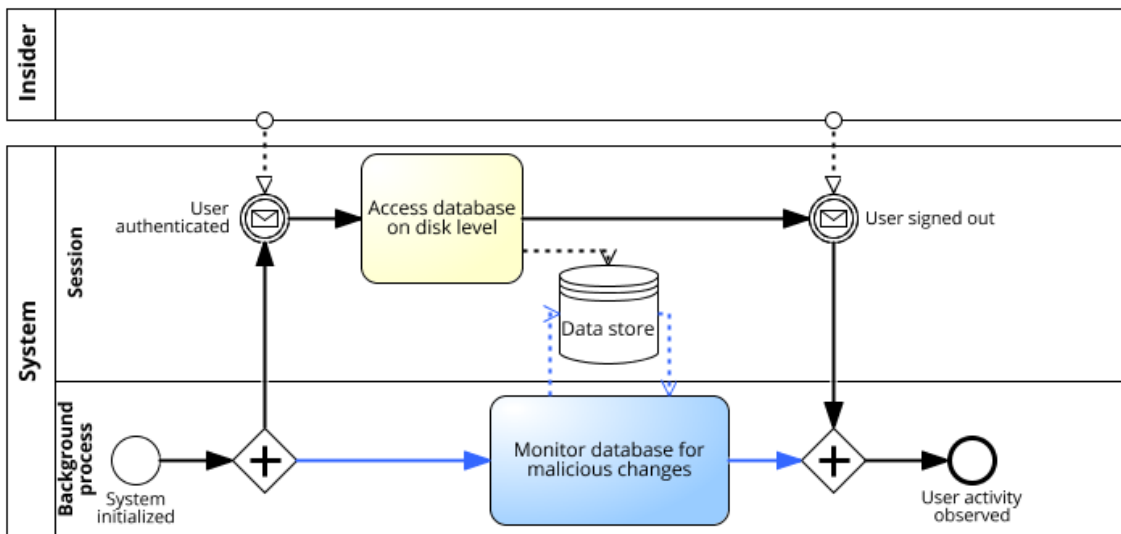 Insider
System
Session
User
authenticated
Access database
on disk level
User signed out
Data store
Background
process
System
initialized
Monitor database for
malicious changes
User activity
observed